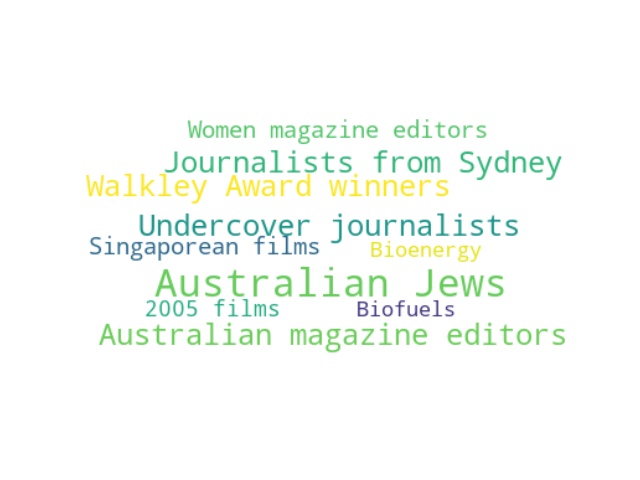 Women magazine editors
Journalists from Sydney
Walkley Award winners
Undercover journalists
Singaporean films
Bioenergy
Australian Jews
2005 films
Biofuels
Australian magazine editors